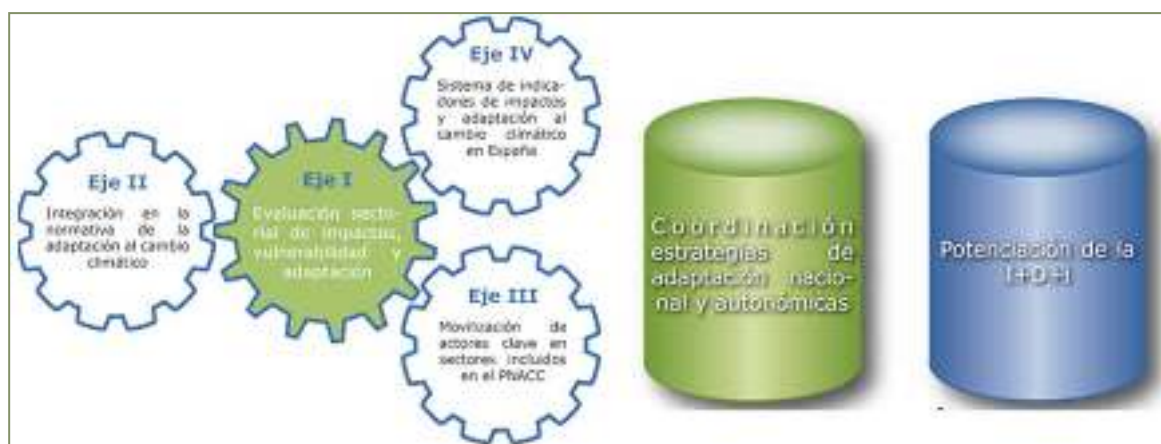 Eje IV
Sistema de indica-
dores de impactos
y adaptación al
cambio climático
en España
Eje II
Integración en la
normativa de la
adaptación al cambio
climático
Eje I
Evaluación secto-
rial de impactos,
vulnerabilidad y
adaptación
Eje III
Movilización de
actores clave en
sectores incluidos
en el PNACC
Coordinación
estrategias de
adaptación nacio-
nal y autonómicas
Potenciación de la
I+D+i